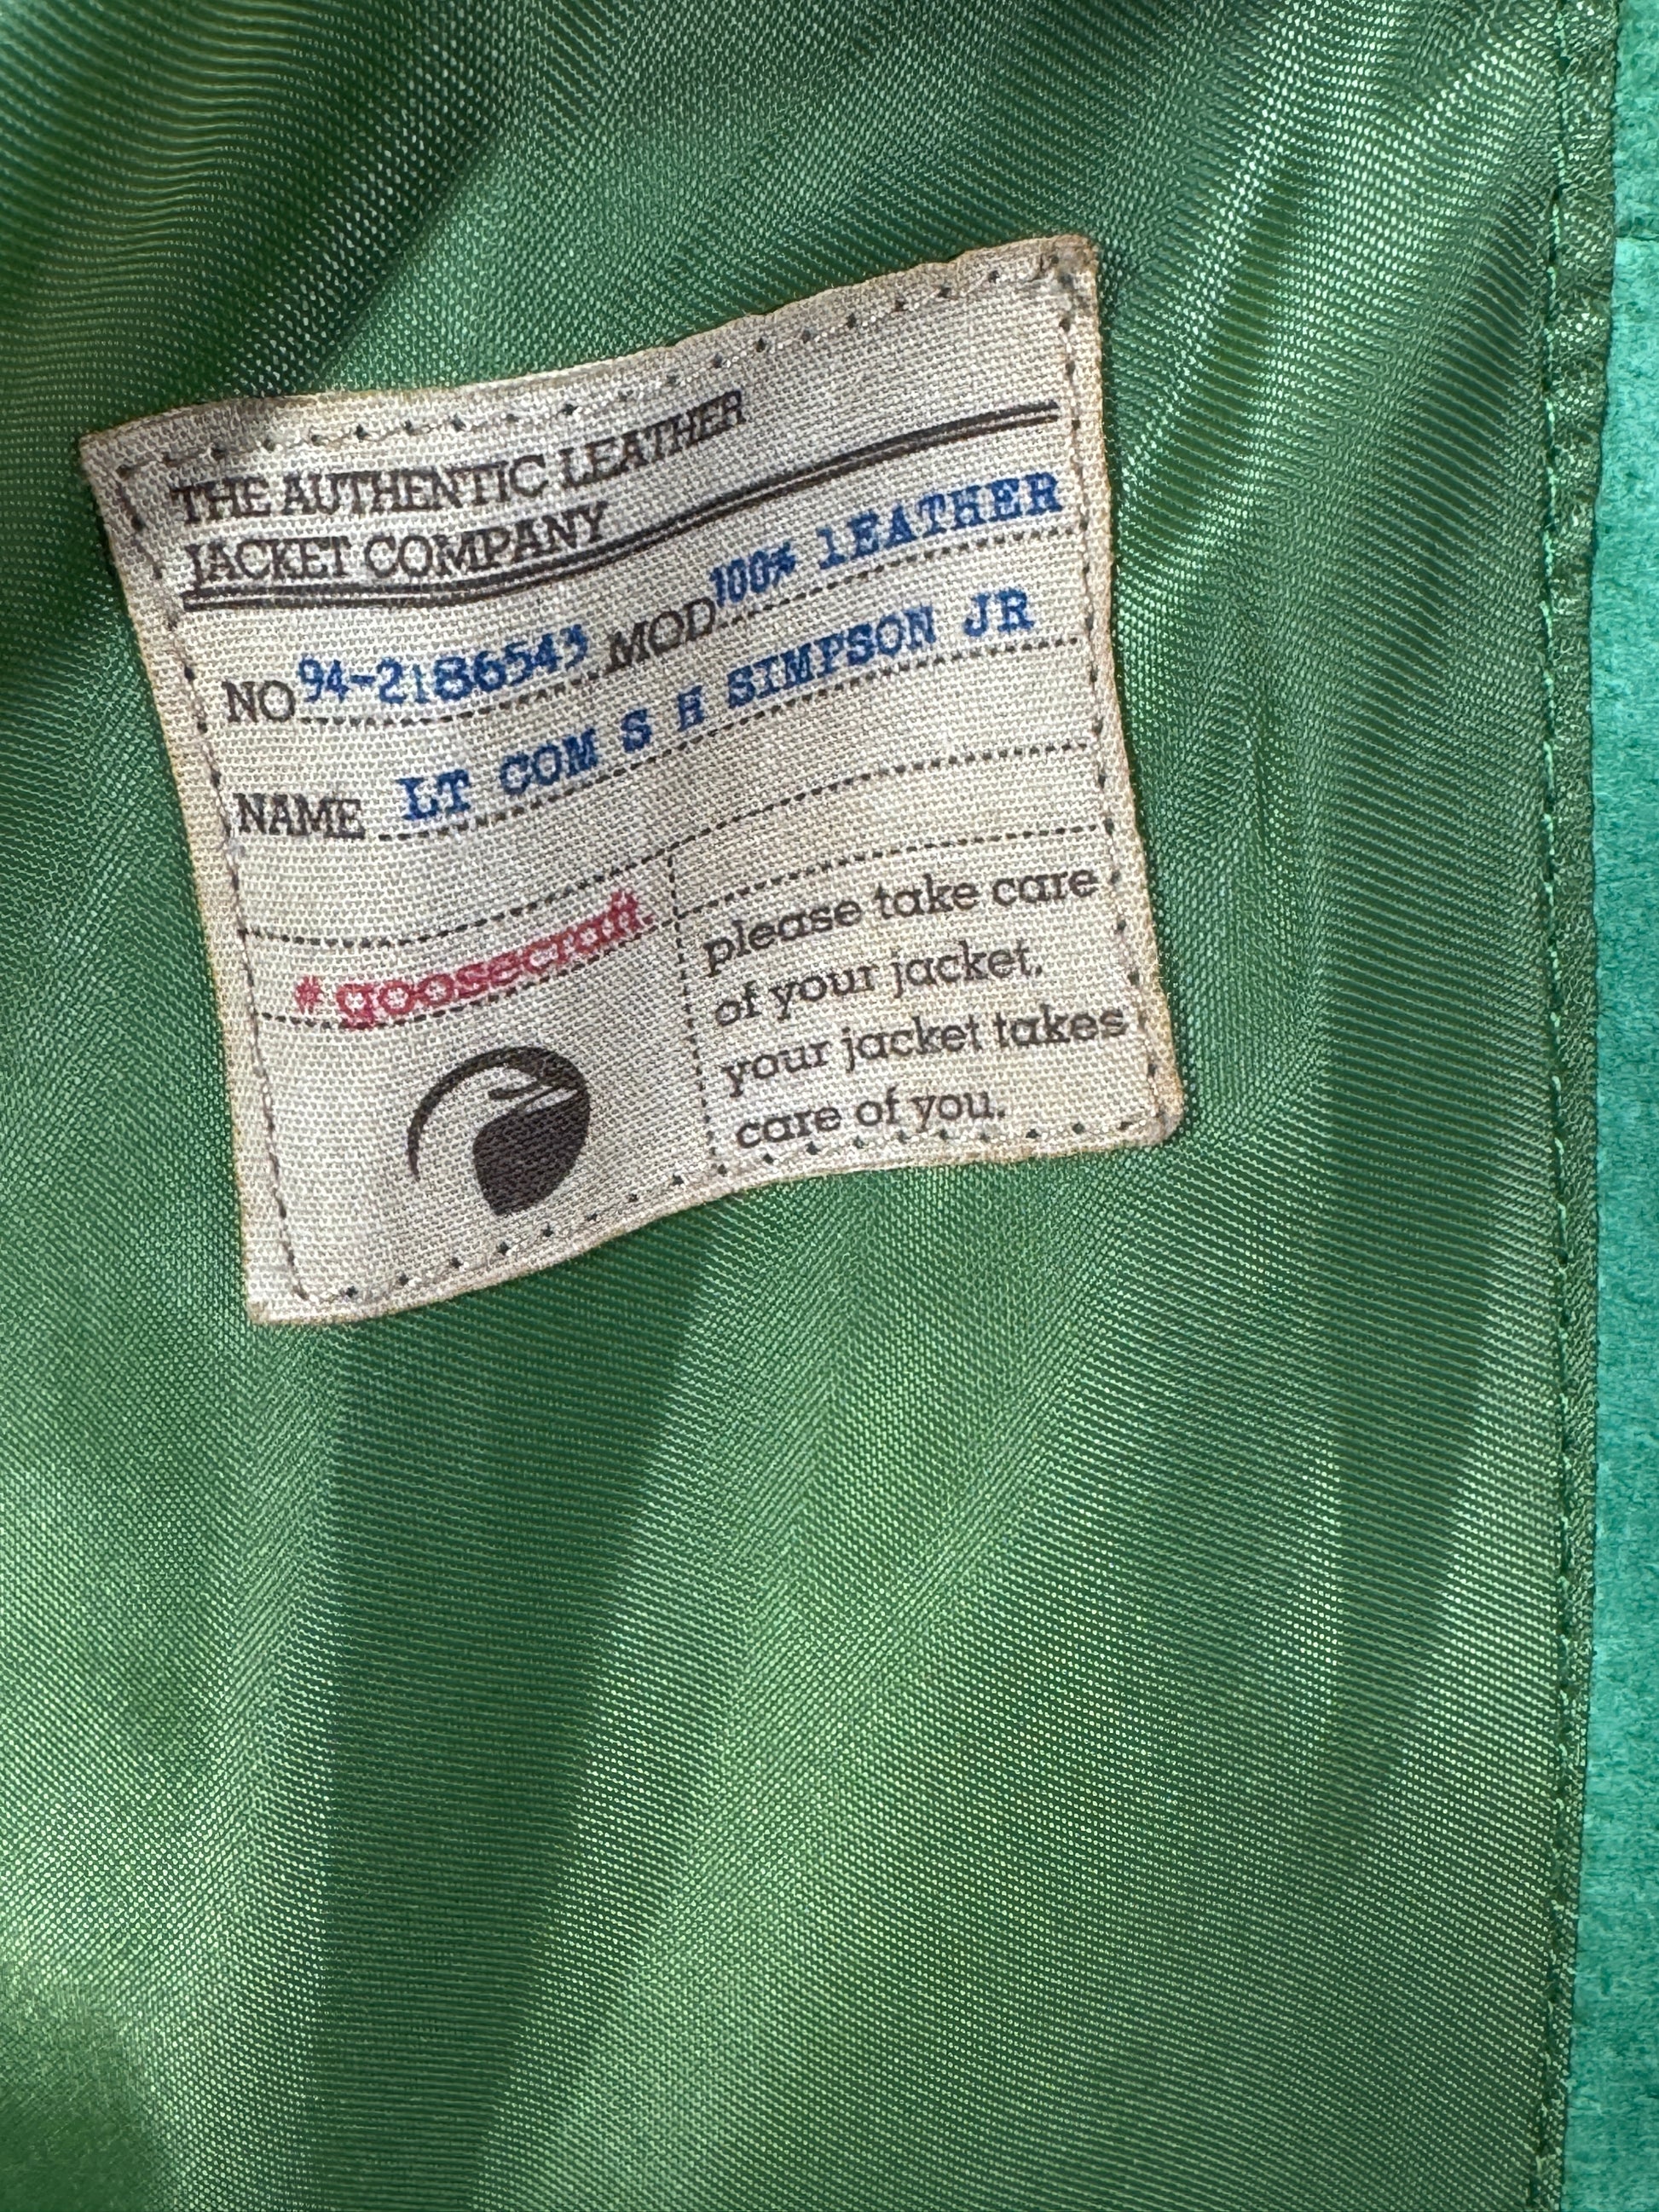 THE AUTHENTIC LEATHER
JACKET COMPANY
NO 94-2186543 MOD 100% lEATHER
NAME LT COM S H SIMPSON JR
# goosecraft.
please take care
of your jacket,
your jacket takes
care of you.